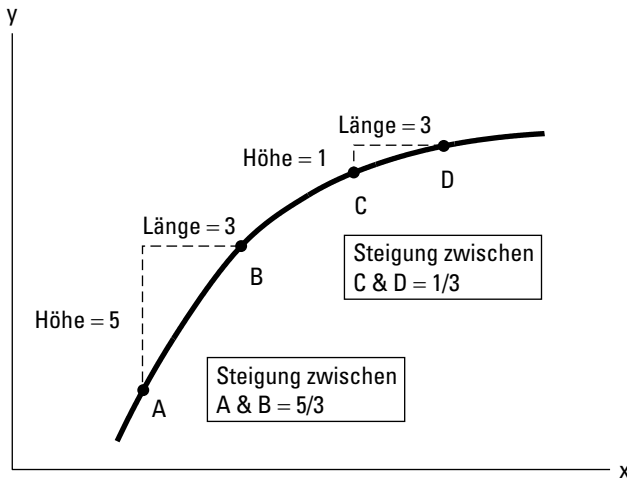 y
Länge = 3
Höhe = 1
D
C
Länge = 3
B
Steigung zwischen
C & D = 1/3
Höhe = 5
Steigung zwischen
A & B = 5/3
A
x